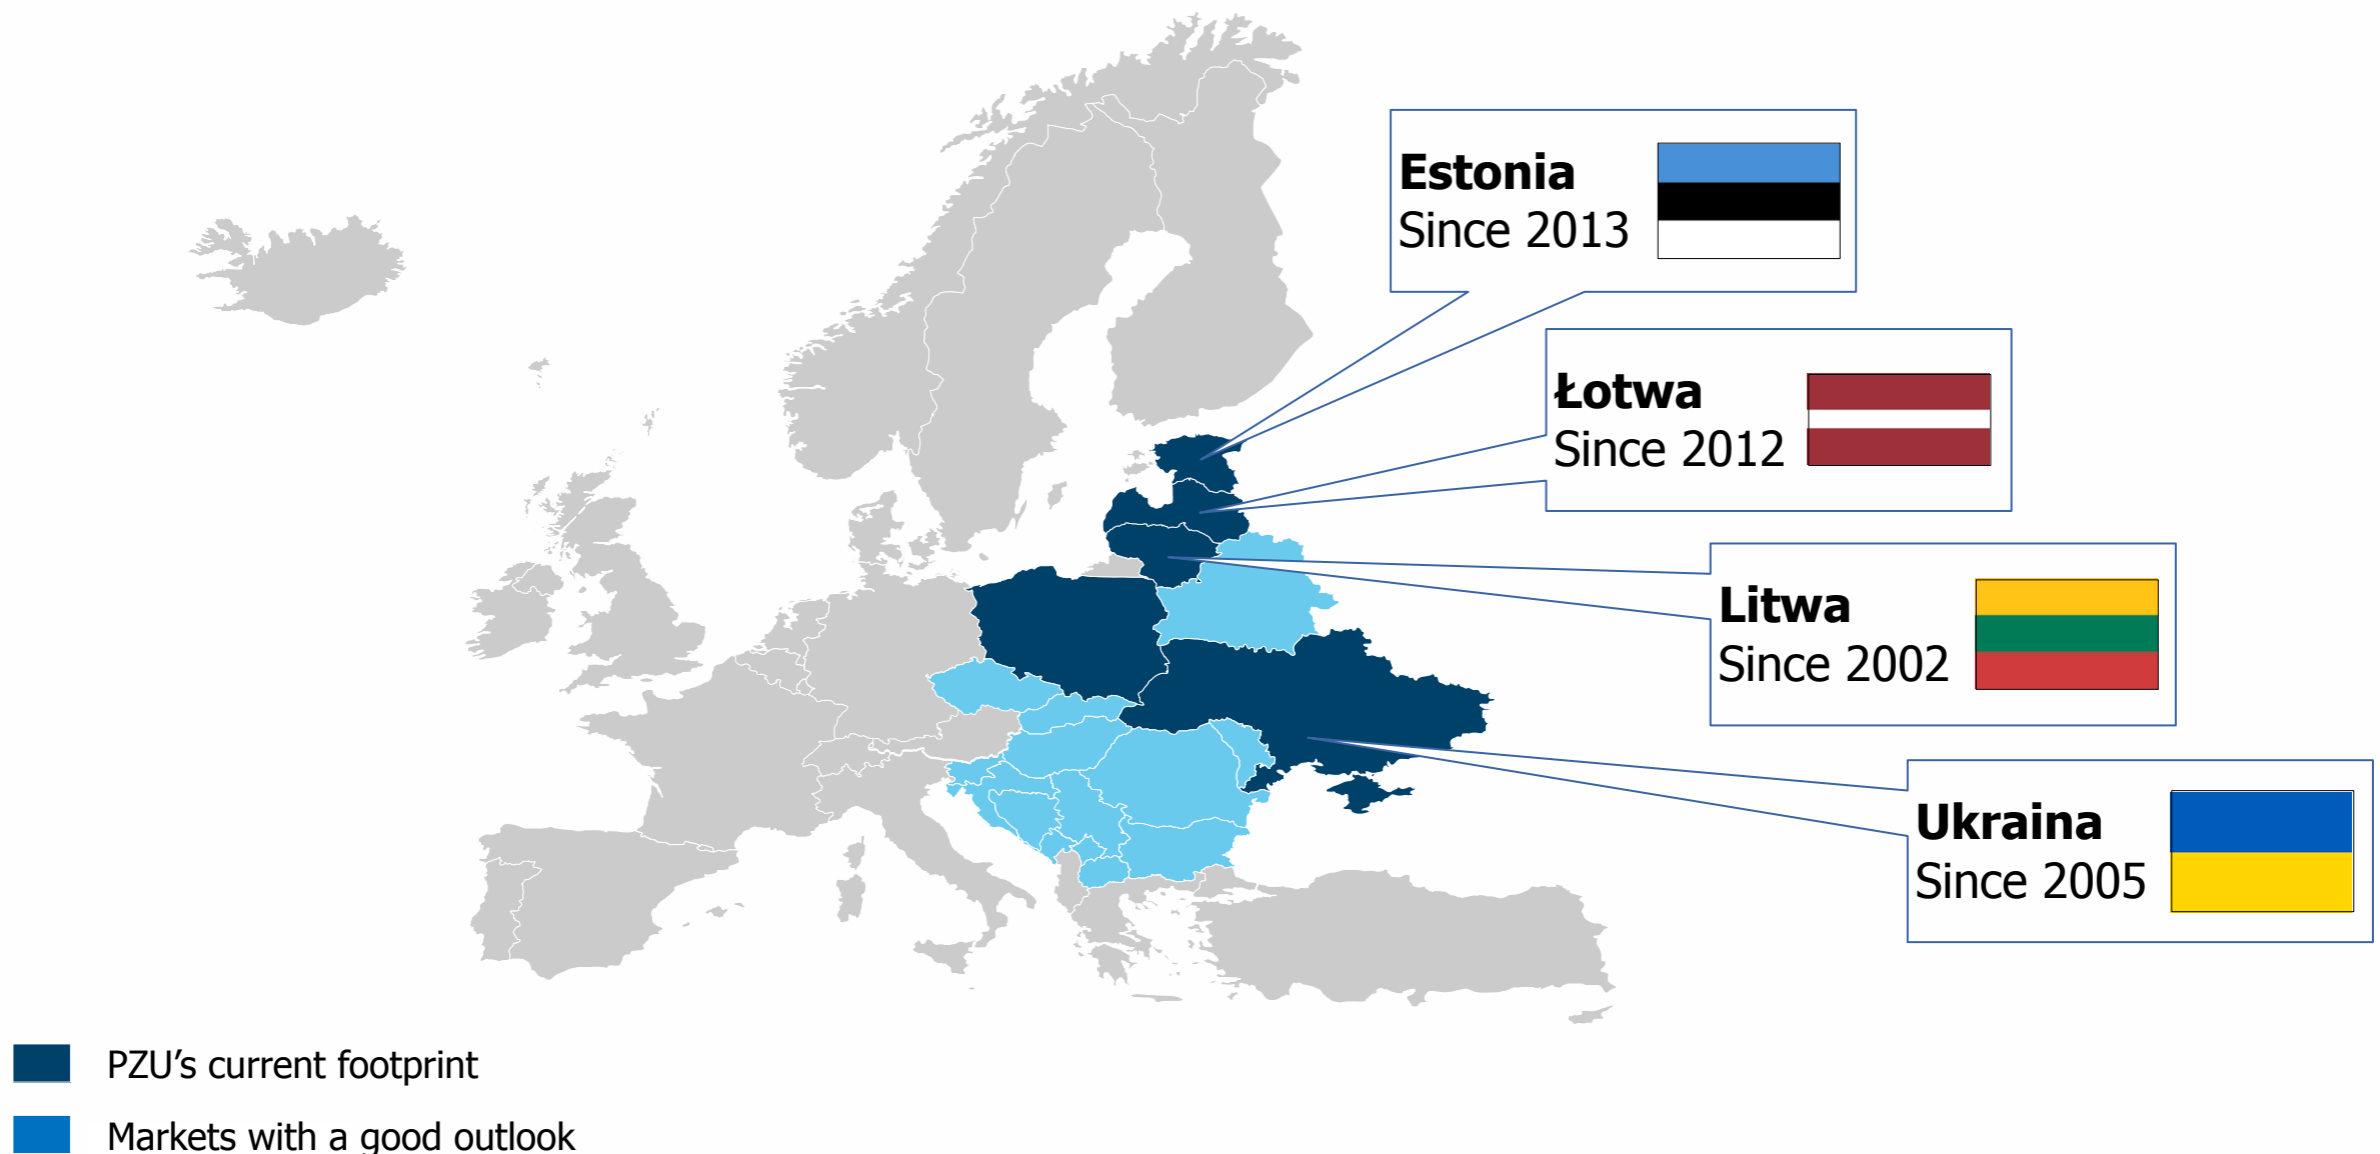 Estonia
Since 2013
Łotwa
Since 2012
Litwa
Since 2002
Ukraina
Since 2005
PZU’s current footprint
Markets with a good outlook